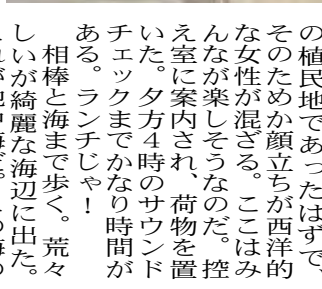 の植民地であったはずで、
そのためか顔立ちが西洋的
な女性が混ざる。ここはみ
んなが楽しそうなのだ。控
え室に案内され、荷物を置
いた。夕方4時のサウンド
チェックまでかなり時間が
ある。ランチじゃ！
相棒と海まで歩く。荒々
しいが綺麗な海辺に出た。